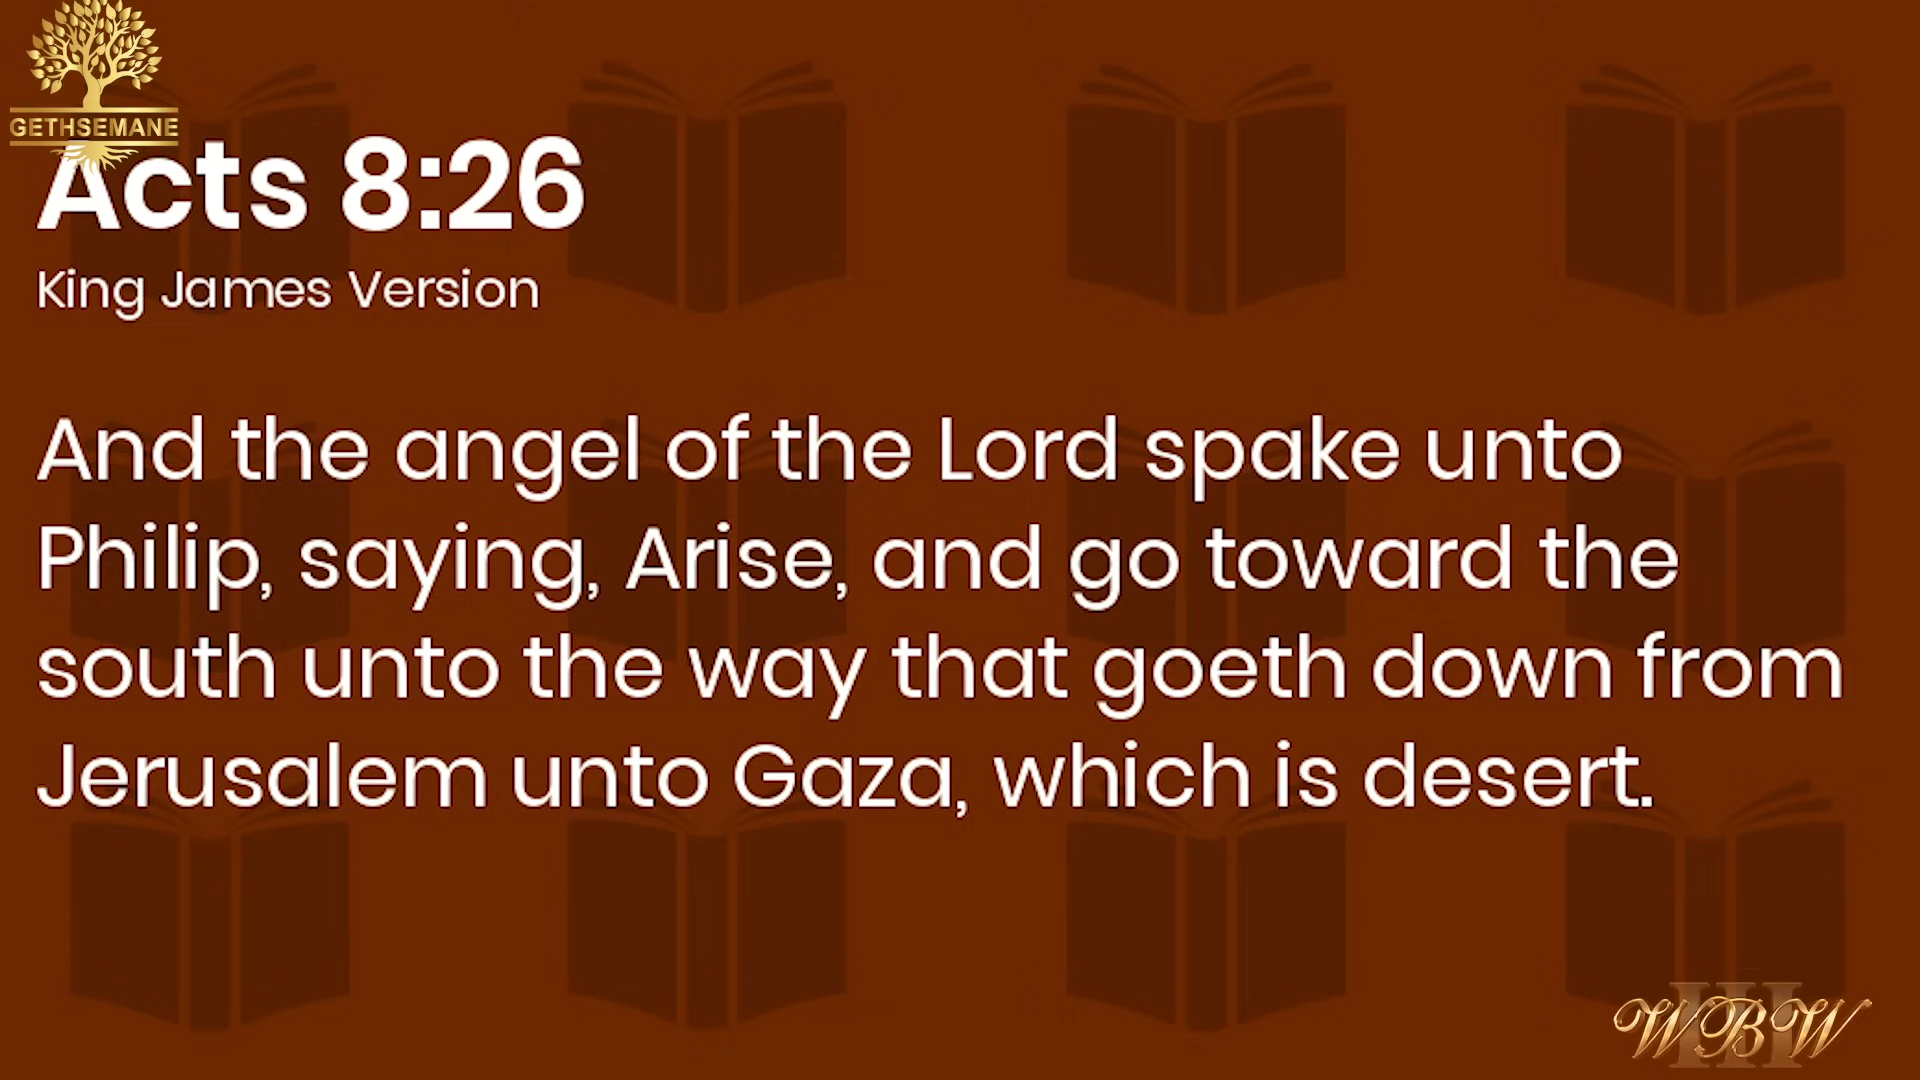 GETHSEMANE
Acts 8:26
King James Version
And the angel of the Lord spake unto
Philip, saying, Arise, and go toward the
south unto the way that goeth down from
Jerusalem unto Gaza, which is desert.
III
WBW